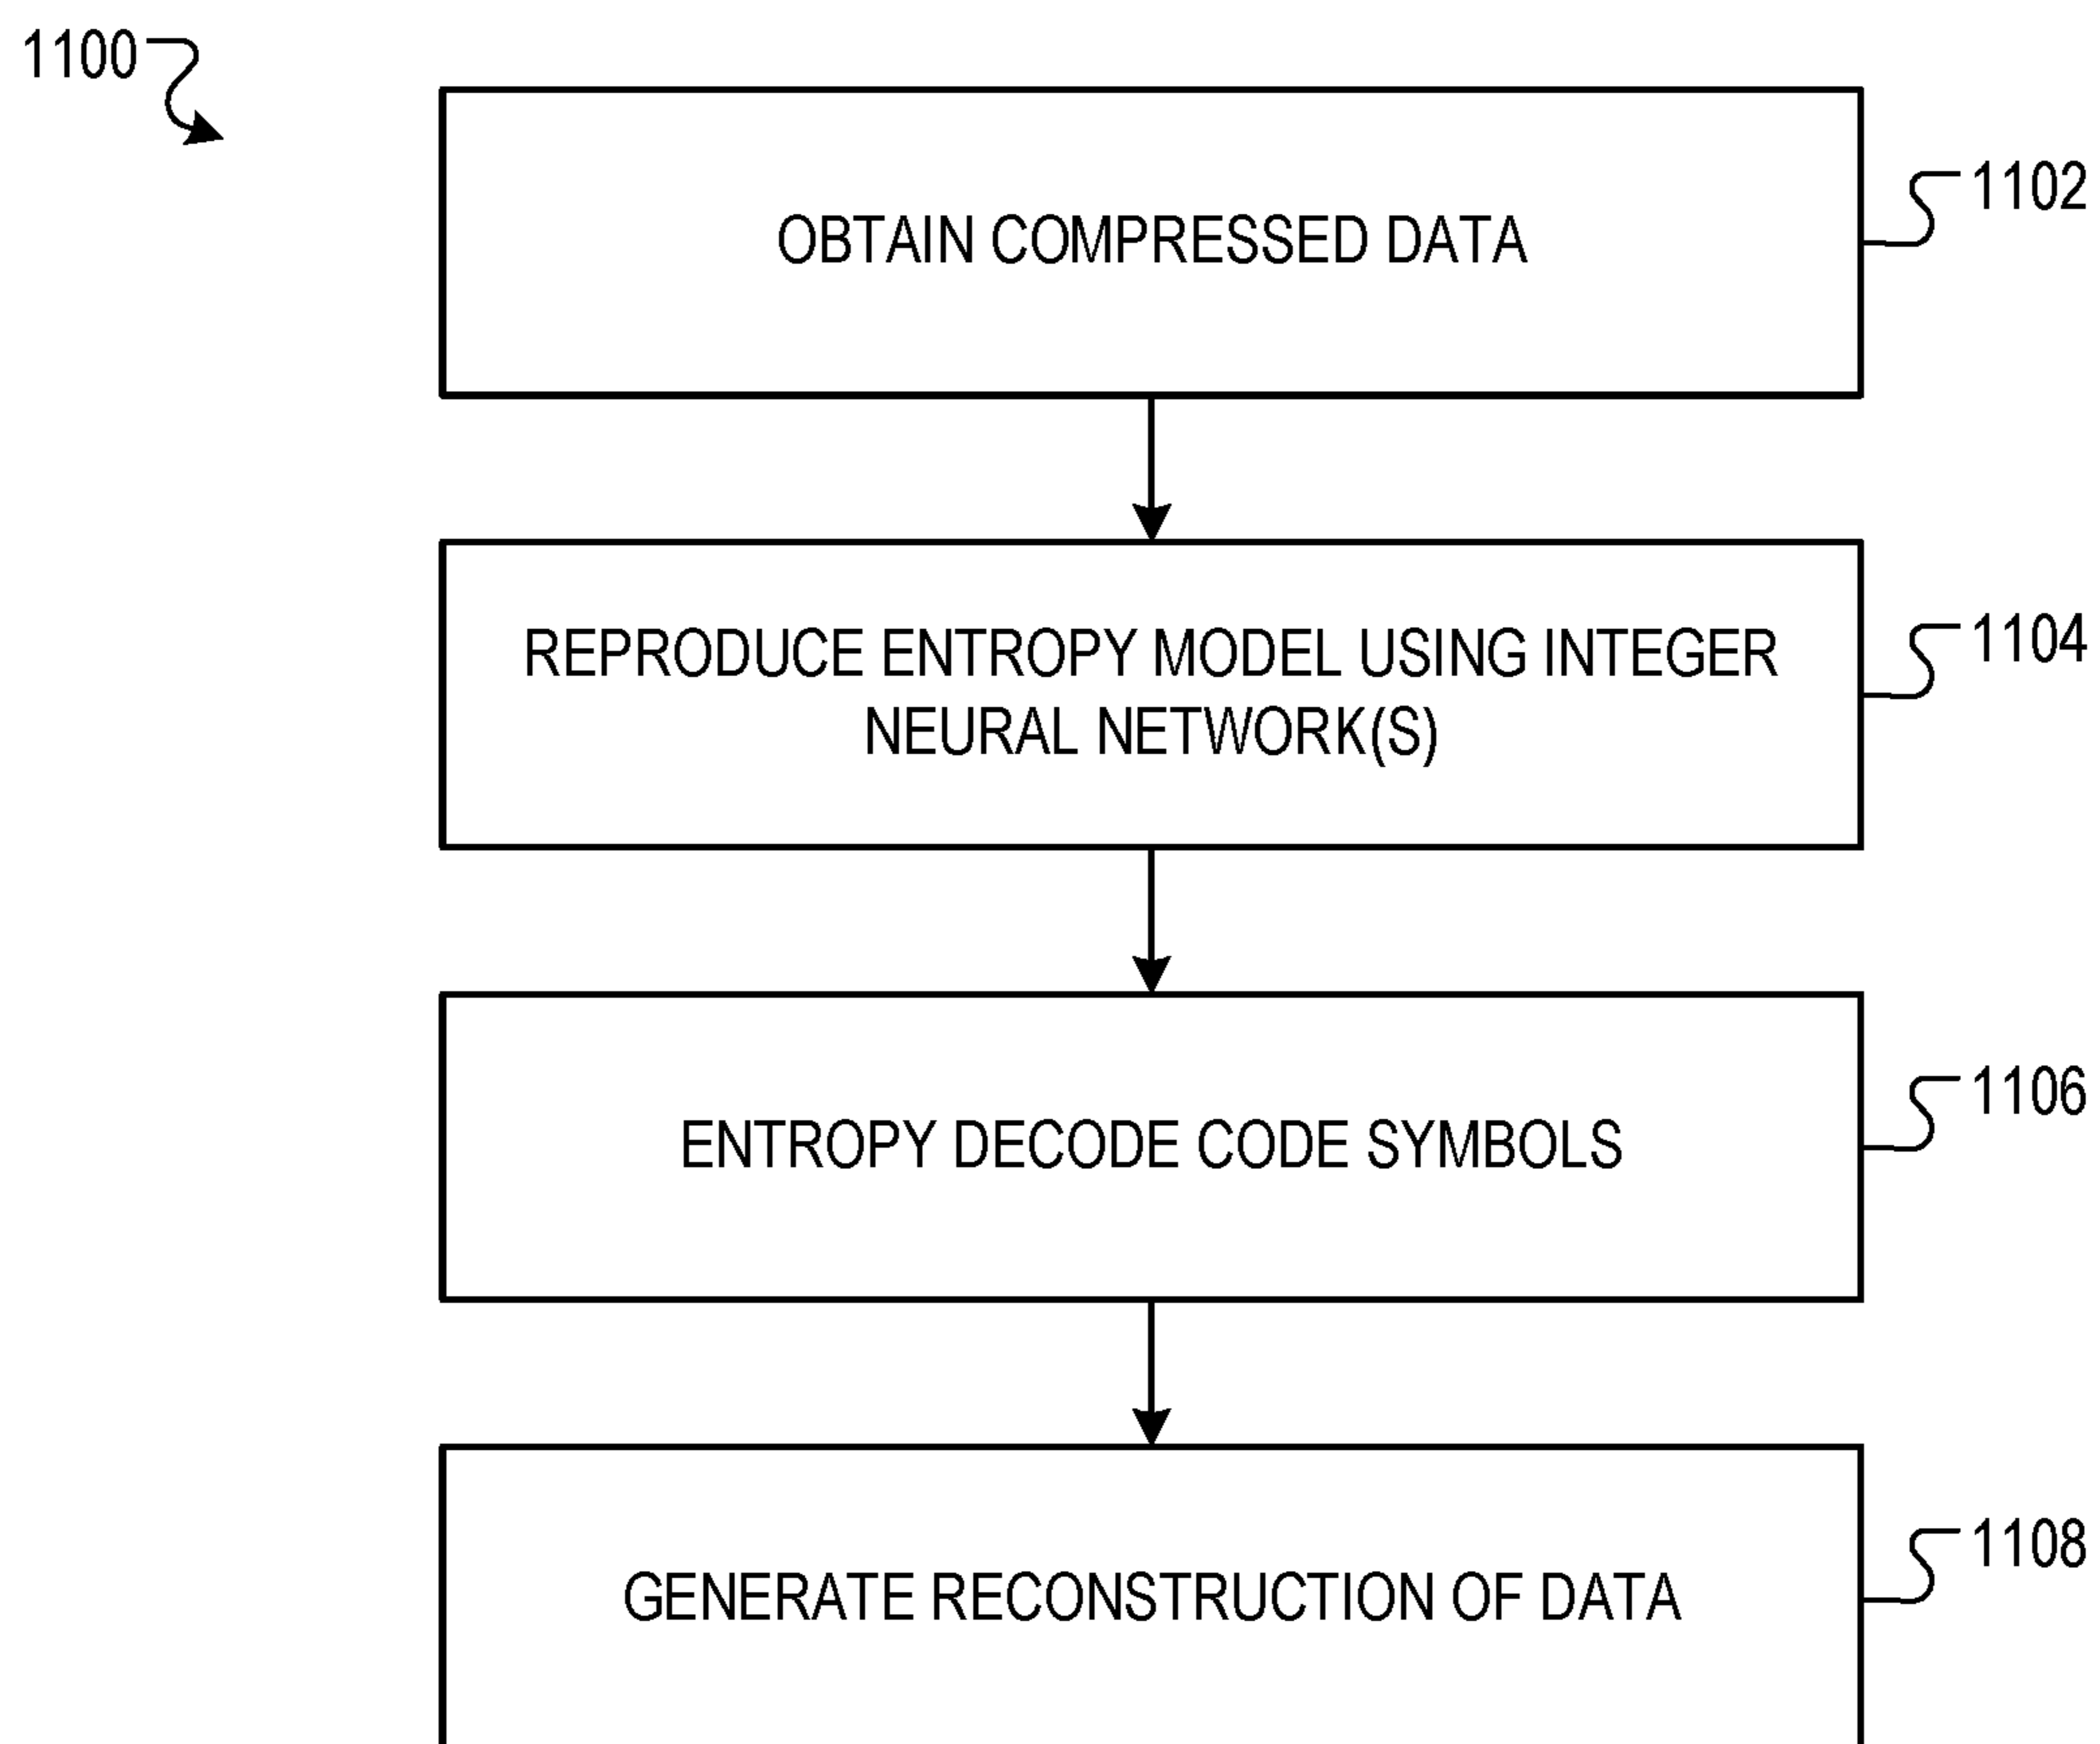 1100
OBTAIN COMPRESSED DATA
1102
REPRODUCE ENTROPY MODEL USING INTEGER
NEURAL NETWORK(S)
1104
ENTROPY DECODE CODE SYMBOLS
1106
GENERATE RECONSTRUCTION OF DATA
1108